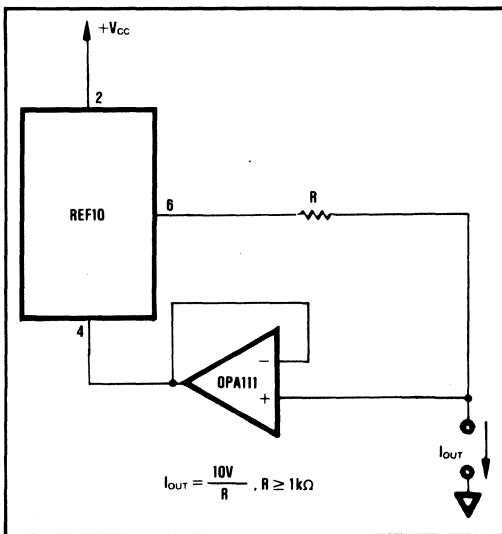 +Vcc
2
REF10
6
R
4
−
OPA111
+
IOUT
IOUT = 10V/R , R ≥ 1kΩ